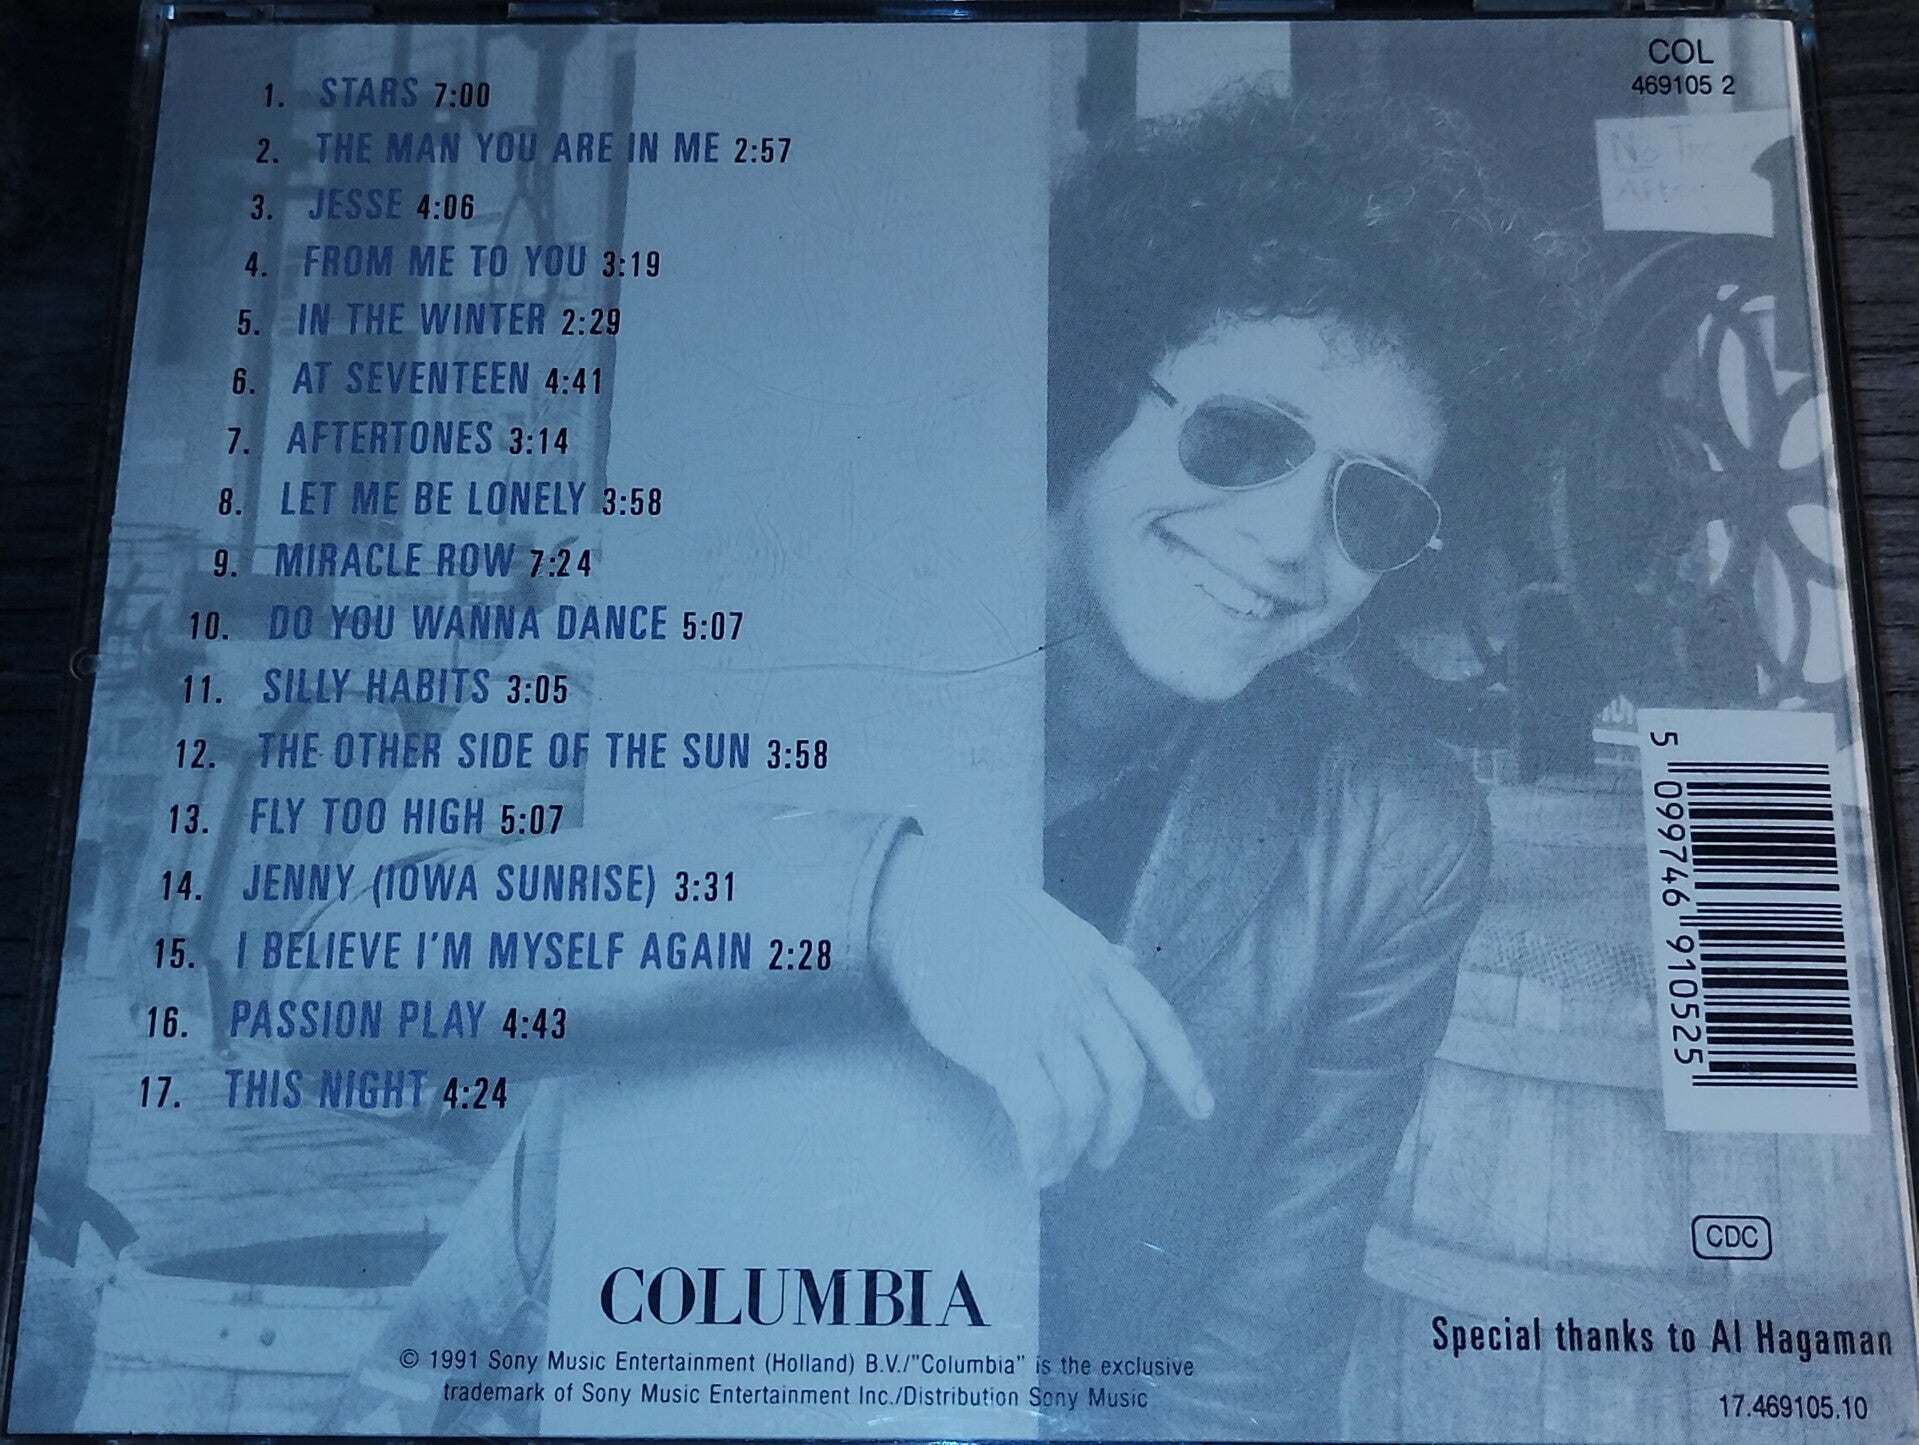 COL
469105 2
1. STARS 7:00
2. THE MAN YOU ARE IN ME 2:57
3. JESSE 4:06
4. FROM ME TO YOU 3:19
5. IN THE WINTER 2:29
6. AT SEVENTEEN 4:41
7. AFTERTONES 3:14
8. LET ME BE LONELY 3:58
9. MIRACLE ROW 7:24
10. DO YOU WANNA DANCE 5:07
11. SILLY HABITS 3:05
12. THE OTHER SIDE OF THE SUN 3:58
13. FLY TOO HIGH 5:07
14. JENNY (IOWA SUNRISE) 3:31
15. I BELIEVE I'M MYSELF AGAIN 2:28
16. PASSION PLAY 4:43
17. THIS NIGHT 4:24
5 099746 910525
CDC
COLUMBIA
Special thanks to Al Hagaman
© 1991 Sony Music Entertainment (Holland) B.V./"Columbia" is the exclusive
trademark of Sony Music Entertainment Inc./Distribution Sony Music
17.469105.10